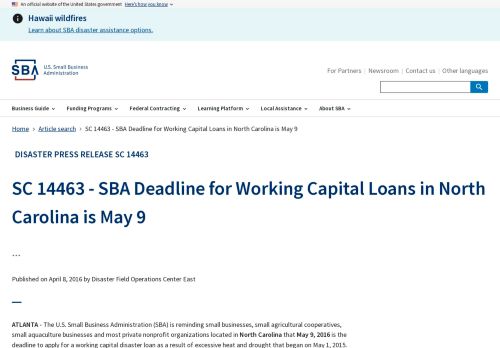 An official website of the United States government Here's how you know
Hawaii wildfires
Learn about SBA disaster assistance options.
SBA
U.S. Small Business
Administration
For Partners | Newsroom | Contact us | Other languages
Business Guide Funding Programs Federal Contracting Learning Platform Local Assistance About SBA
Home › Article search › SC 14463 - SBA Deadline for Working Capital Loans in North Carolina is May 9
DISASTER PRESS RELEASE SC 14463
SC 14463 - SBA Deadline for Working Capital Loans in North
Carolina is May 9
...
Published on April 8, 2016 by Disaster Field Operations Center East
ATLANTA - The U.S. Small Business Administration (SBA) is reminding small businesses, small agricultural cooperatives,
small aquaculture businesses and most private nonprofit organizations located in North Carolina that May 9, 2016 is the
deadline to apply for a working capital disaster loan as a result of excessive heat and drought that began on May 1, 2015.